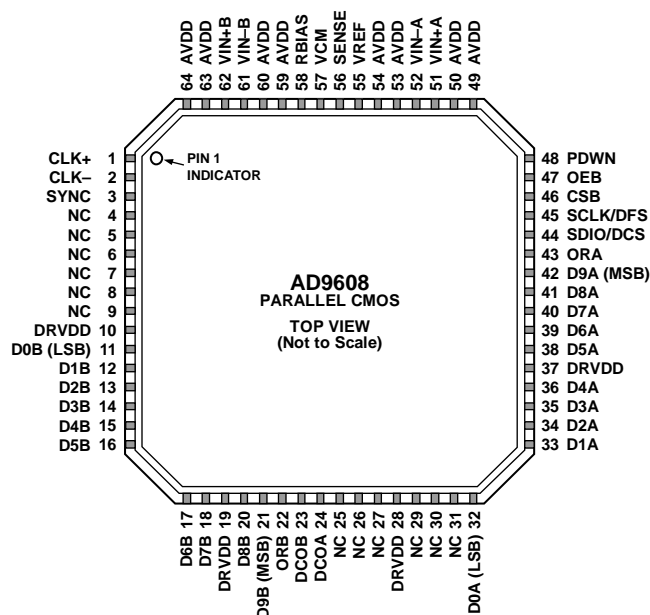 64 AVDD
63 AVDD
62 VIN+B
61 VIN–B
60 AVDD
59 AVDD
58 RBIAS
57 VCM
56 SENSE
55 VREF
54 AVDD
53 AVDD
52 VIN–A
51 VIN+A
50 AVDD
49 AVDD
CLK+ 1
CLK– 2
SYNC 3
NC 4
NC 5
NC 6
NC 7
NC 8
NC 9
DRVDD 10
D0B (LSB) 11
D1B 12
D2B 13
D3B 14
D4B 15
D5B 16
PIN 1
INDICATOR
AD9608
PARALLEL CMOS
TOP VIEW
(Not to Scale)
48 PDWN
47 OEB
46 CSB
45 SCLK/DFS
44 SDIO/DCS
43 ORA
42 D9A (MSB)
41 D8A
40 D7A
39 D6A
38 D5A
37 DRVDD
36 D4A
35 D3A
34 D2A
33 D1A
D6B 17
D7B 18
DRVDD 19
D8B 20
D9B (MSB) 21
ORB 22
DCOB 23
DCOA 24
NC 25
NC 26
NC 27
DRVDD 28
NC 29
NC 30
NC 31
D0A (LSB) 32